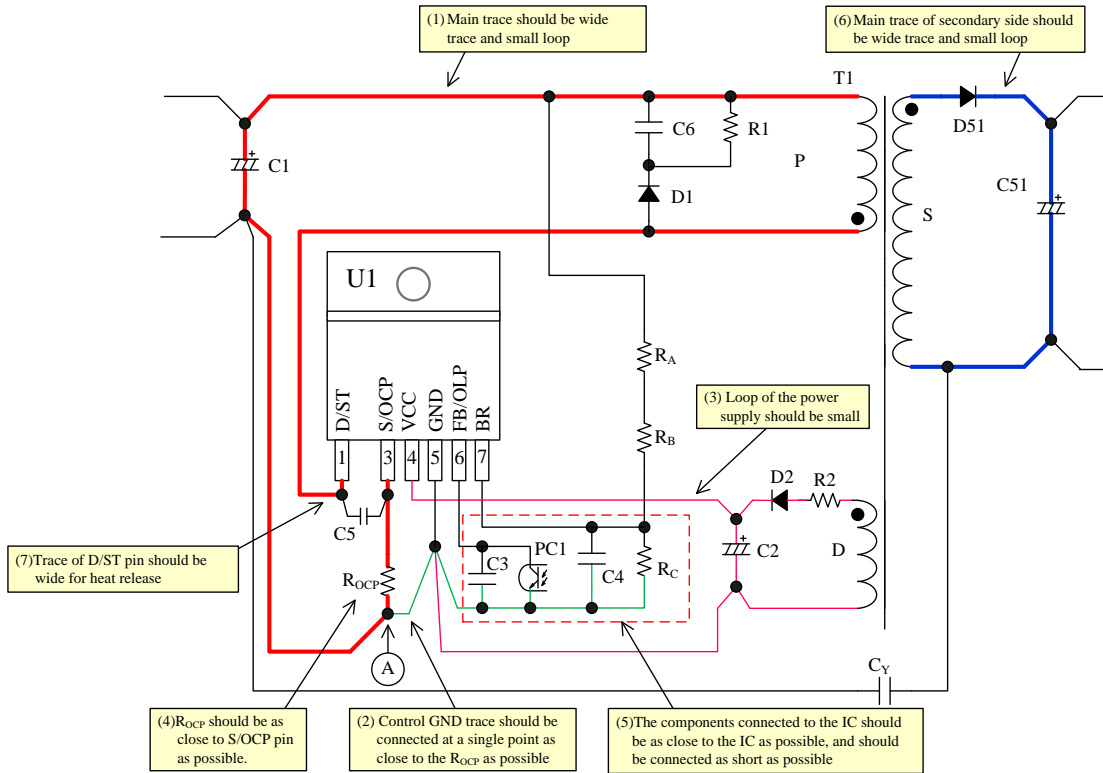 (1) Main trace should be wide
trace and small loop
(6) Main trace of secondary side should
be wide trace and small loop
T1
D51
C6
R1
P
C1
D1
S
C51
U1
D/ST
S/OCP
VCC
GND
FB/OLP
BR
1
3
4
5
6
7
RA
RB
(3) Loop of the power
supply should be small
D2
R2
C5
(7)Trace of D/ST pin should be
wide for heat release
C3
PC1
C4
RC
C2
D
ROCP
A
CY
(4)ROCP should be as
close to S/OCP pin
as possible.
(2) Control GND trace should be
connected at a single point as
close to the ROCP as possible
(5)The components connected to the IC should
be as close to the IC as possible, and should
be connected as short as possible